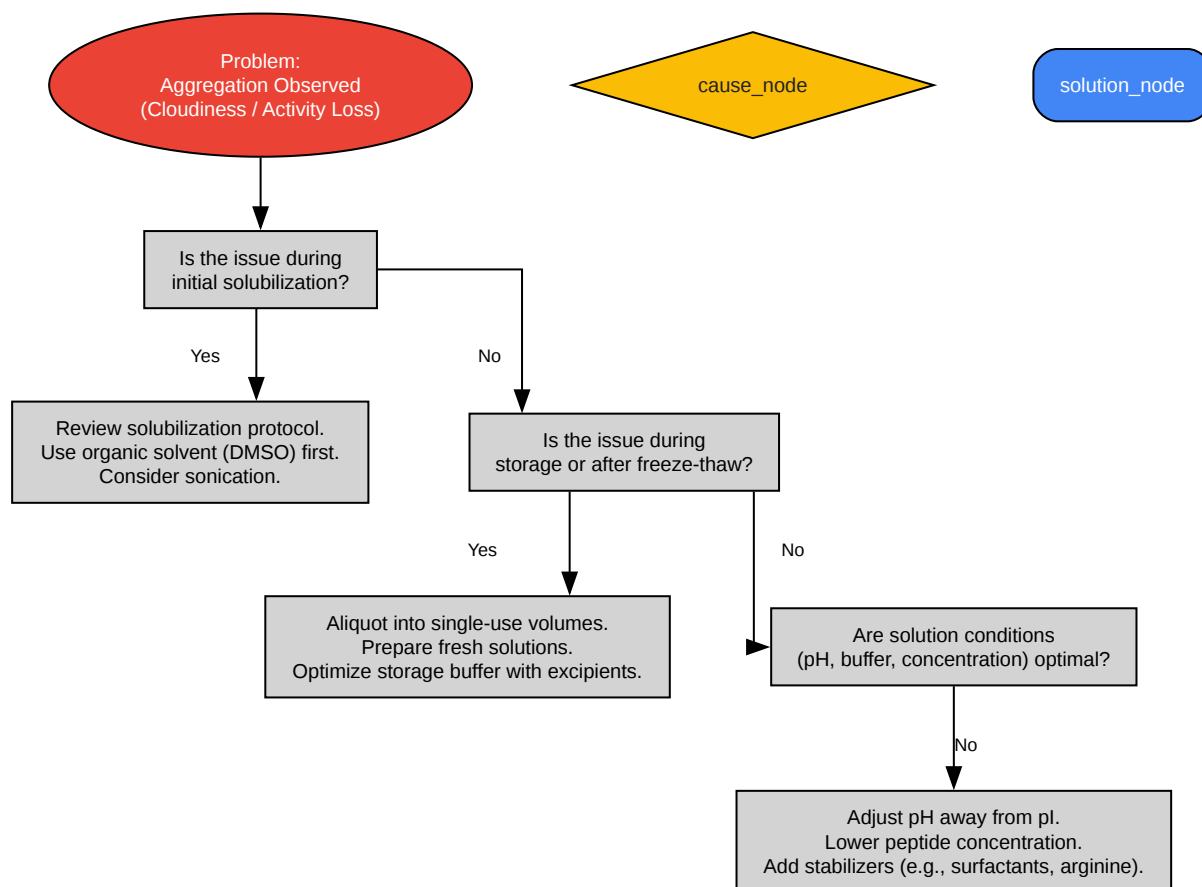 Problem:
Aggregation Observed
(Cloudiness / Activity Loss)
cause_node
solution_node
Is the issue during
initial solubilization?
Yes
No
Review solubilization protocol.
Use organic solvent (DMSO) first.
Consider sonication.
Is the issue during
storage or after freeze-thaw?
Yes
No
Aliquot into single-use volumes.
Prepare fresh solutions.
Optimize storage buffer with excipients.
Are solution conditions
(pH, buffer, concentration) optimal?
No
Adjust pH away from pI.
Lower peptide concentration.
Add stabilizers (e.g., surfactants, arginine).